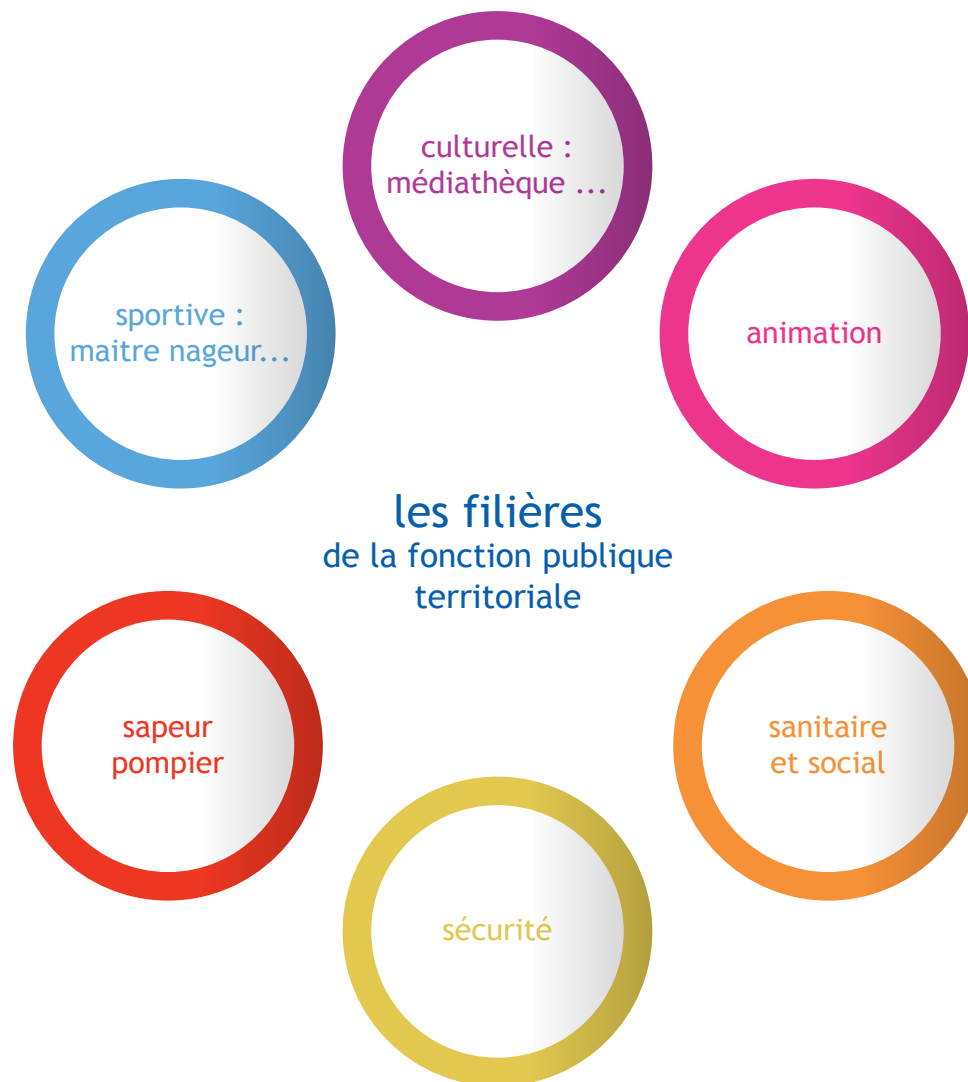 culturelle :
médiathèque ...
sportive :
maitre nageur...
animation
les filières
de la fonction publique
territoriale
sapeur
pompier
sanitaire
et social
sécurité